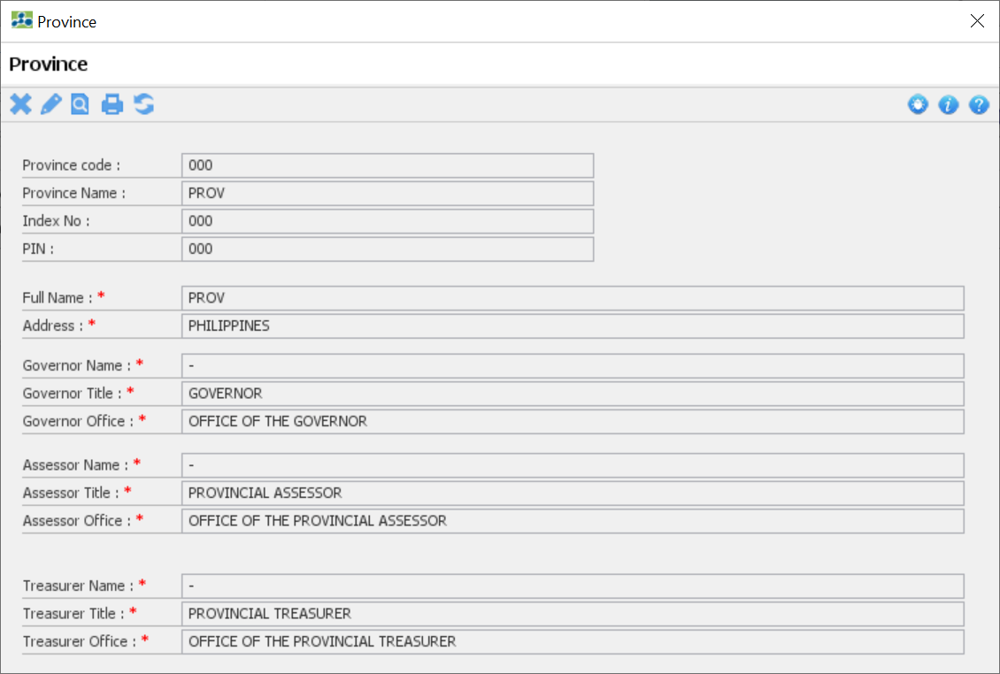 Province
Province
Province code : 000
Province Name : PROV
Index No : 000
PIN : 000
Full Name : * PROV
Address : * PHILIPPINES
Governor Name : * -
Governor Title : * GOVERNOR
Governor Office : * OFFICE OF THE GOVERNOR
Assessor Name : * -
Assessor Title : * PROVINCIAL ASSESSOR
Assessor Office : * OFFICE OF THE PROVINCIAL ASSESSOR
Treasurer Name : * -
Treasurer Title : * PROVINCIAL TREASURER
Treasurer Office : * OFFICE OF THE PROVINCIAL TREASURER